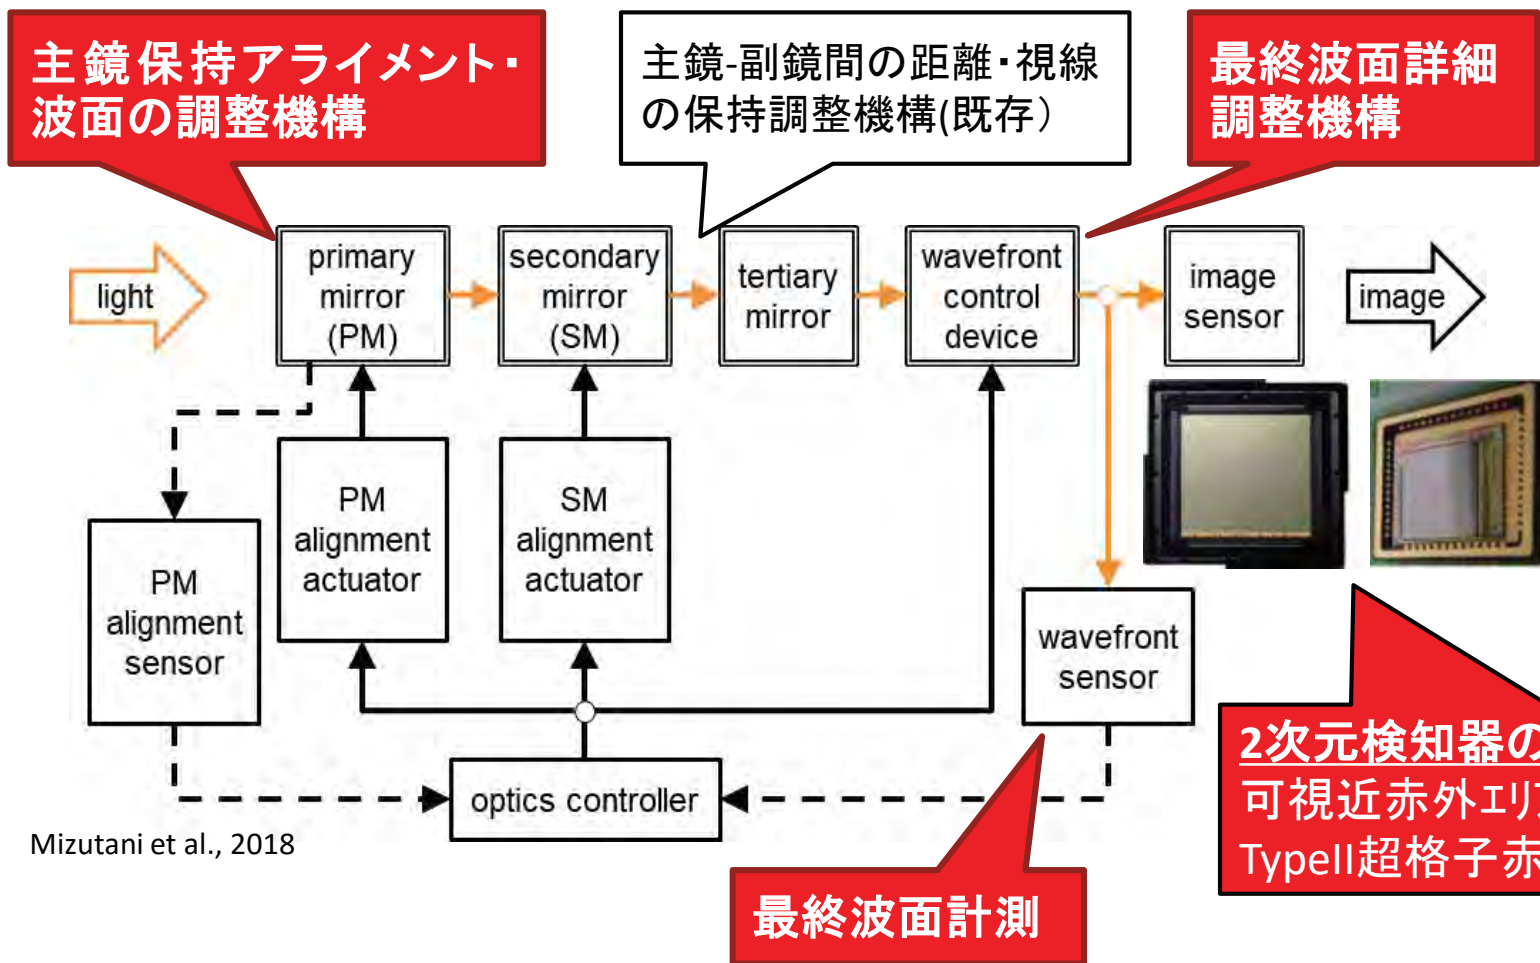 主鏡保持アライメント・
波面の調整機構
主鏡-副鏡間の距離・視線
の保持調整機構(既存）
最終波面詳細
調整機構
light
primary
mirror
(PM)
secondary
mirror
(SM)
tertiary
mirror
wavefront
control
device
image
sensor
image
PM
alignment
sensor
PM
alignment
actuator
SM
alignment
actuator
wavefront
sensor
optics controller
2次元検知器の
可視近赤外エリ
TypeII超格子赤
Mizutani et al., 2018
最終波面計測